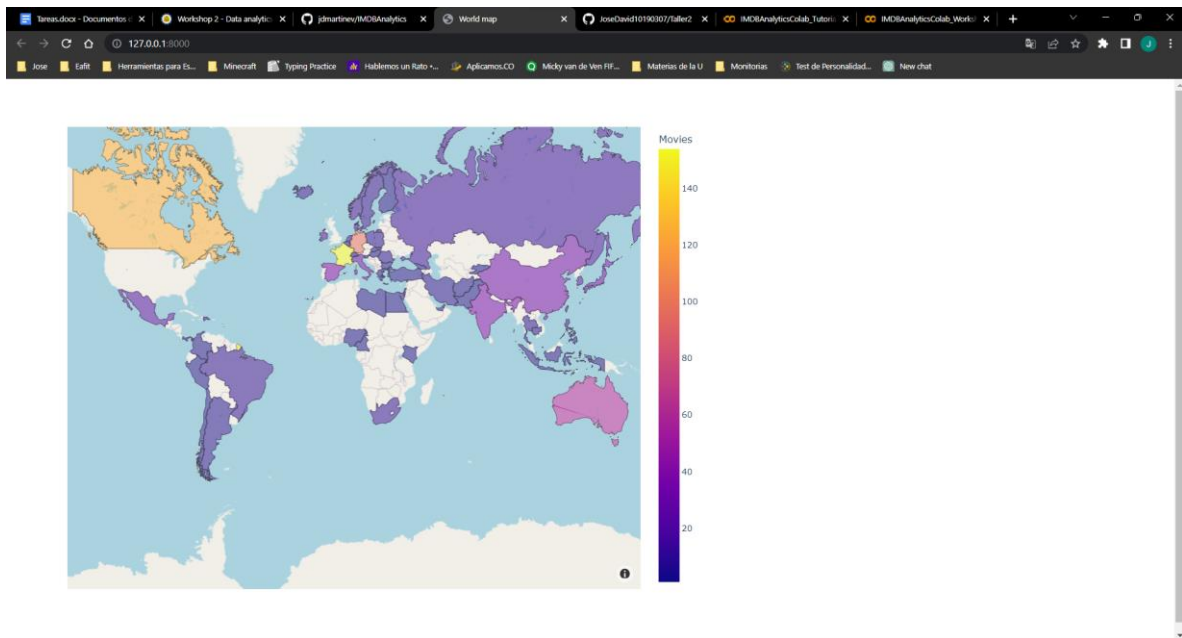 Tareas.docx - Documentos d
Workshop 2 - Data analytic
jdmartinev/IMDBAnalytics
World map
JoseDavid10190307/Taller2
IMDBAnalyticsColab_Tutoria
IMDBAnalyticsColab_Works
127.0.0.1:8000
Jose
Eafit
Herramientas para Es...
Minecraft
Typing Practice
Hablemos un Rato •...
Aplicamos.CO
Micky van de Ven FIF...
Materias de la U
Monitorias
Test de Personalidad...
New chat
Movies
140
120
100
80
60
40
20